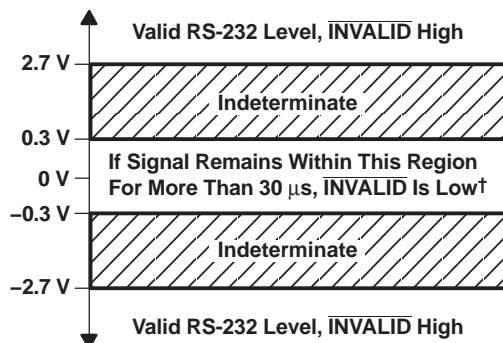 Valid RS-232 Level, INVALID High
2.7 V
Indeterminate
0.3 V
If Signal Remains Within This Region
0 V
For More Than 30 μs, INVALID Is Low†
−0.3 V
Indeterminate
−2.7 V
Valid RS-232 Level, INVALID High